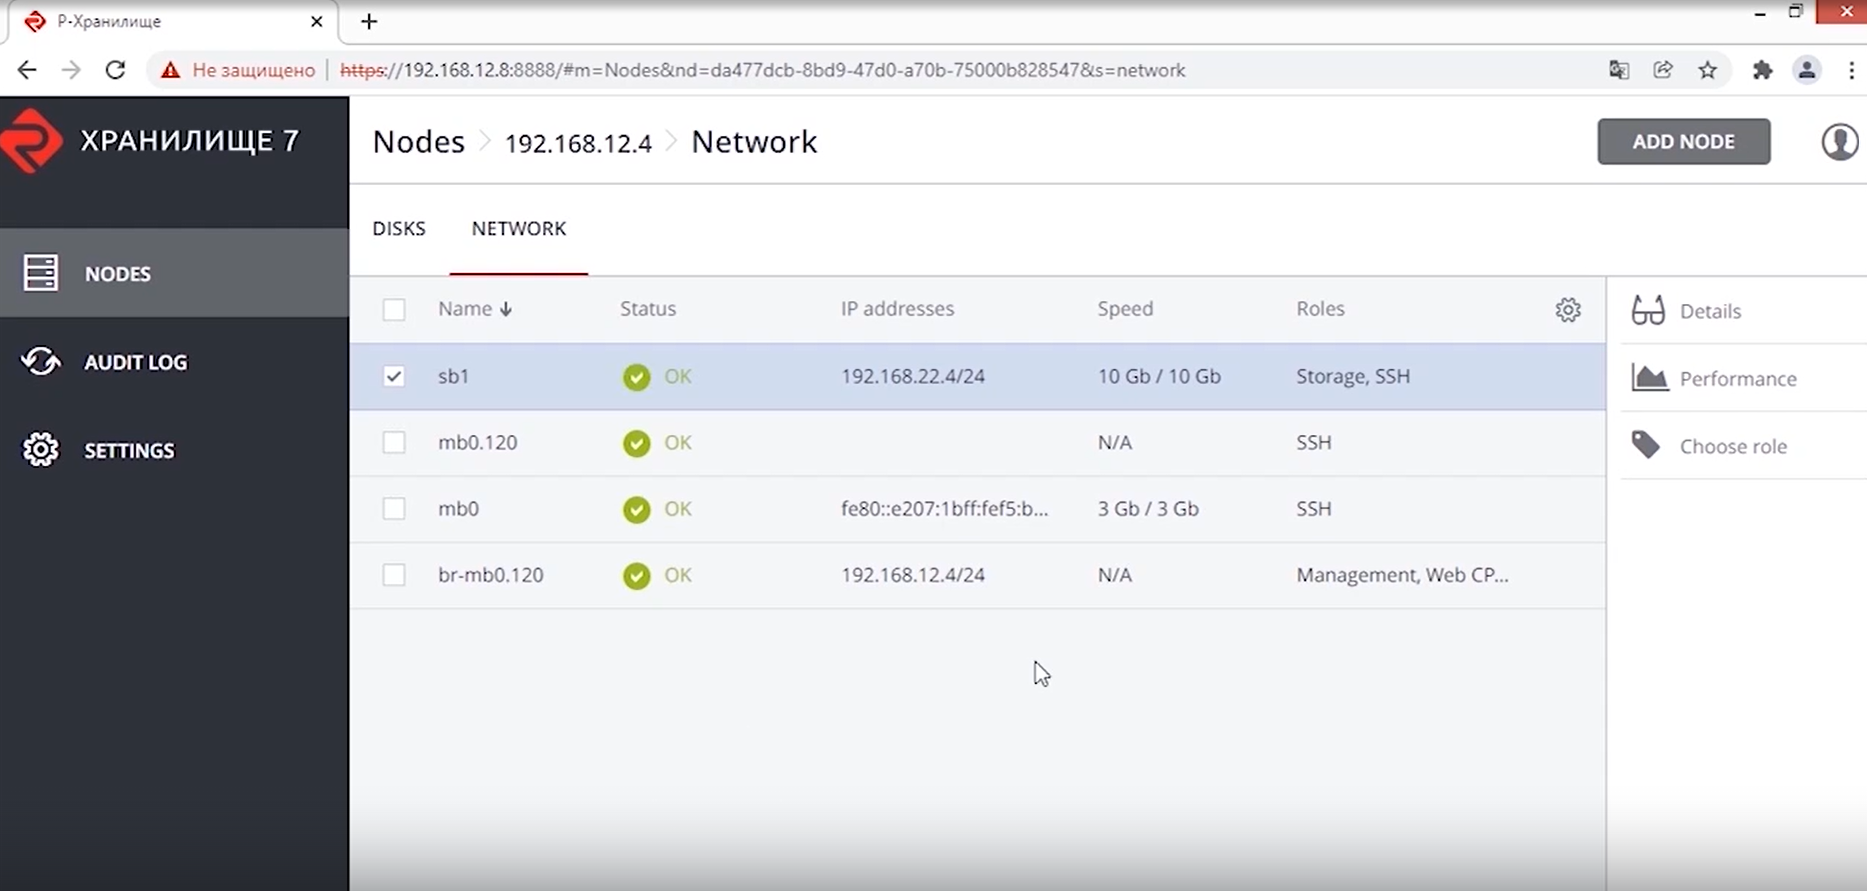 Р-Хранилище
Не защищено https://192.168.12.8:8888/#m=Nodes&nd=da477dcb-8bd9-47d0-a70b-75000b828547&s=network
ХРАНИЛИЩЕ 7
Nodes 192.168.12.4 Network
ADD NODE
NODES
AUDIT LOG
SETTINGS
DISKS NETWORK
Name Status IP addresses Speed Roles
sb1 OK 192.168.22.4/24 10 Gb / 10 Gb Storage, SSH
mb0.120 OK N/A SSH
mb0 OK fe80::e207:1bff:fef5:b... 3 Gb / 3 Gb SSH
br-mb0.120 OK 192.168.12.4/24 N/A Management, Web CP...
Details
Performance
Choose role